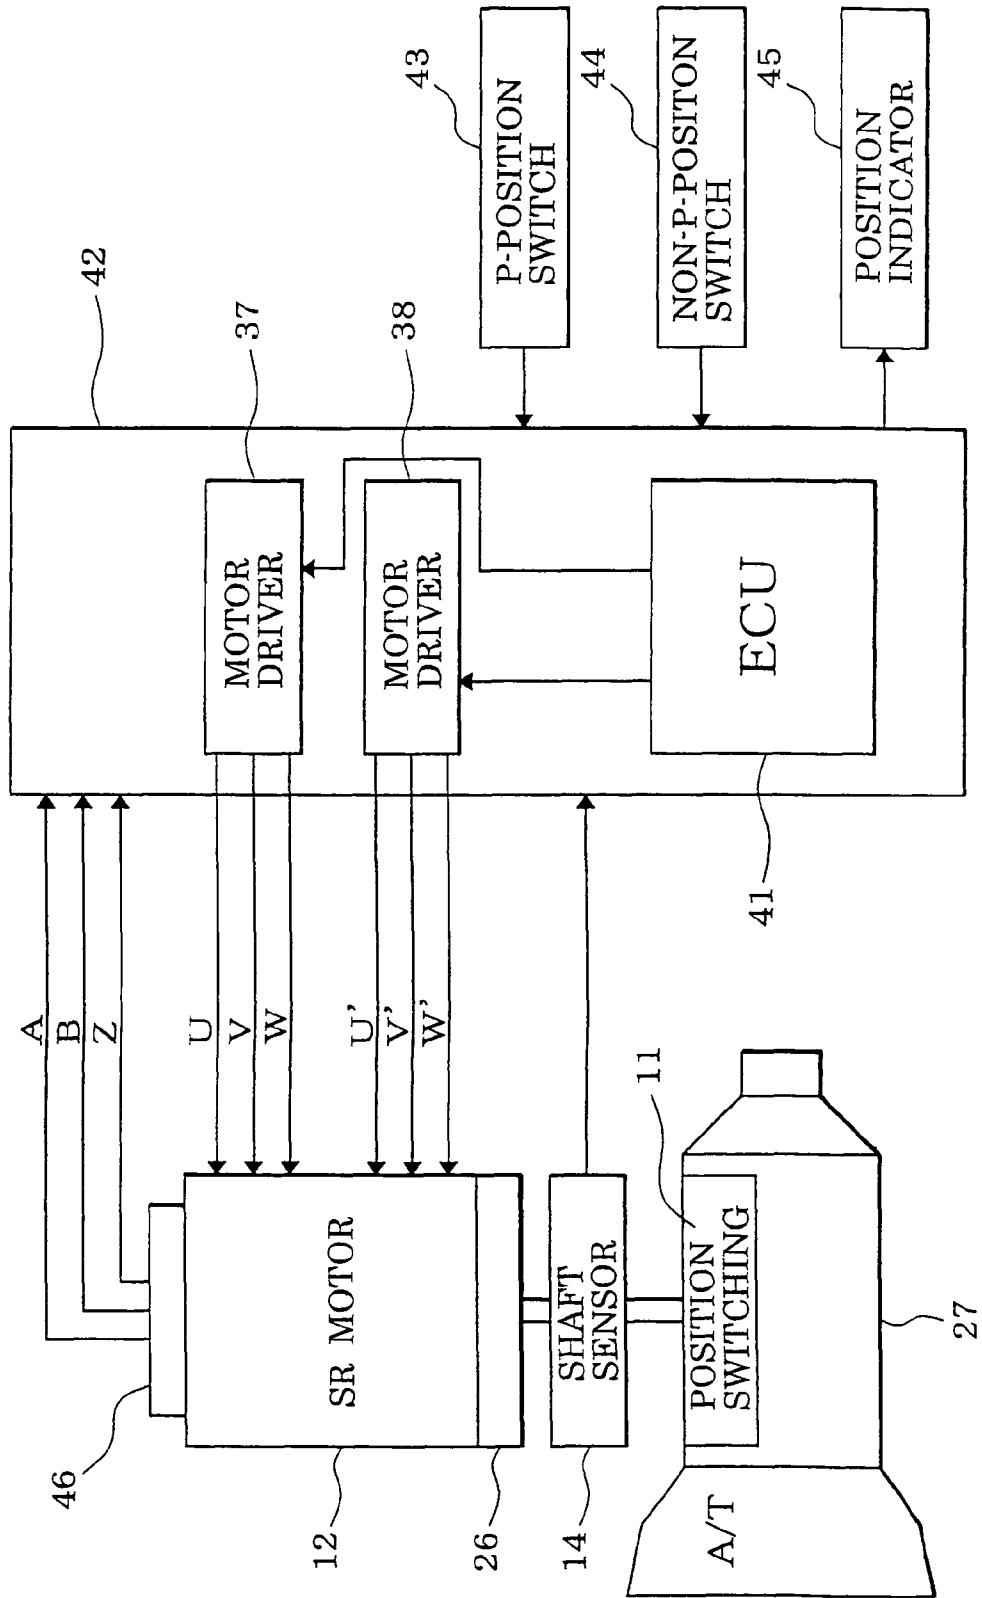 46
12
26
14
SR MOTOR
SHAFT
SENSOR
A/T
POSITION
SWITCHING
11
27
A
B
Z
U
V
W
U'
V'
W'
42
37
MOTOR
DRIVER
38
MOTOR
DRIVER
ECU
41
43
P-POSITION
SWITCH
44
NON-P-POSITON
SWITCH
45
POSITION
INDICATOR